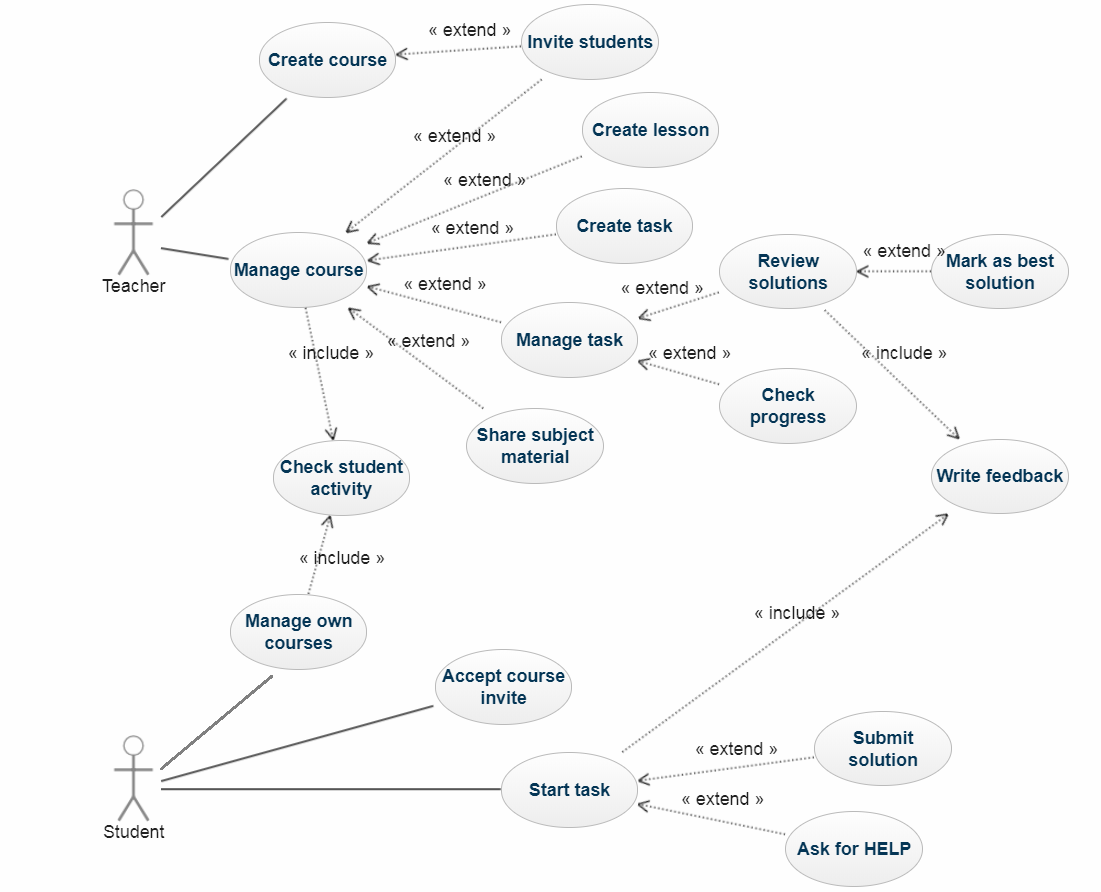 « extend »
Invite students
Create course
« extend »
Create lesson
« extend »
Create task
« extend »
Teacher
Manage course
Review
solutions
« extend »
Mark as best
solution
« extend »
« extend »
Manage task
« include »
« extend »
« extend »
« include »
Check
progress
Share subject
material
Check student
activity
Write feedback
« include »
Manage own
courses
« include »
Accept course
invite
Student
Start task
« extend »
Submit
solution
« extend »
Ask for HELP